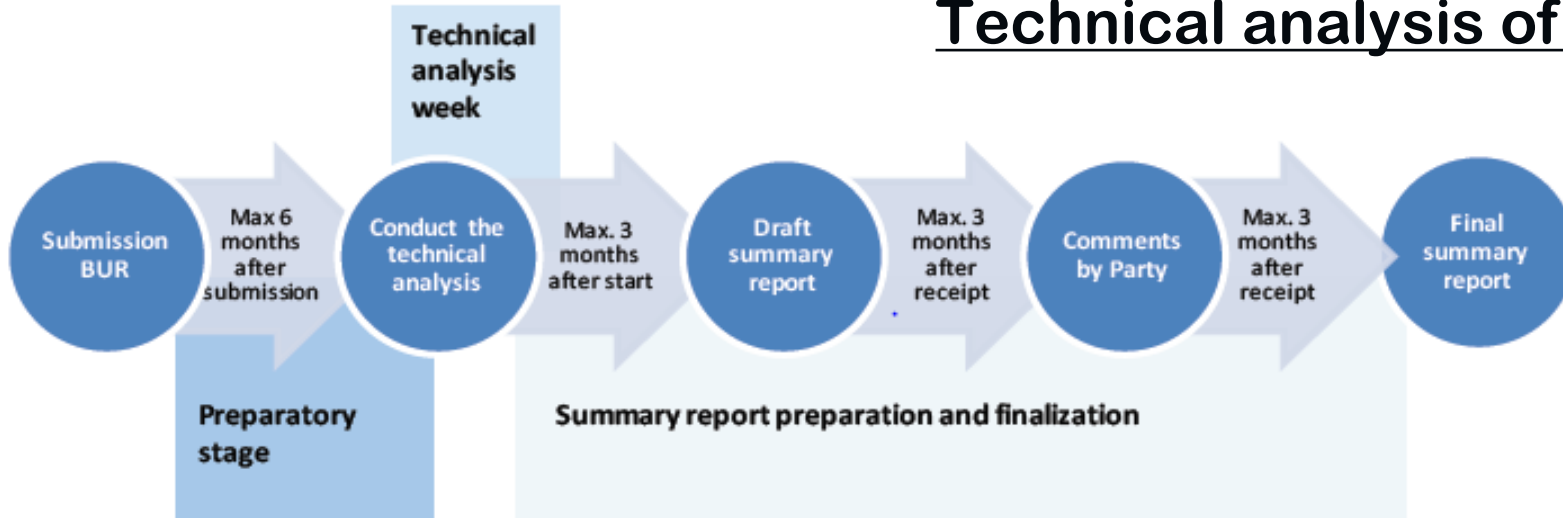 Technical analysis of
Technical
analysis
week
Submission
BUR
Max 6
months
after
submission
Conduct the
technical
analysis
Max. 3
months
after start
Draft
summary
report
Max. 3
months
after
receipt
Comments
by Party
Max. 3
months
after
receipt
Final
summary
report
Preparatory
stage
Summary report preparation and finalization